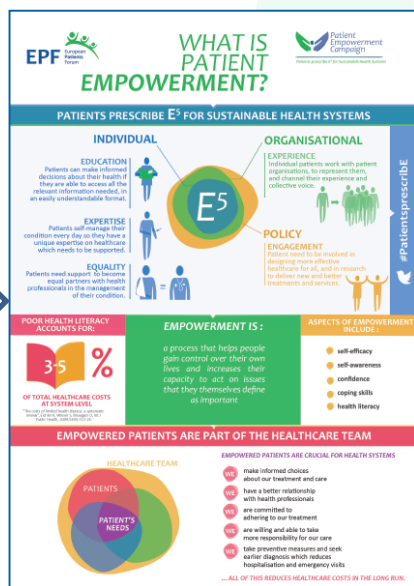 EPF European Patients Forum
WHAT IS
PATIENT
EMPOWERMENT?
Patient
Empowerment
Campaign
PATIENTS PRESCRIBE E⁵ FOR SUSTAINABLE HEALTH SYSTEMS
INDIVIDUAL
EDUCATION
Patients can make informed
decisions about their health if
they are able to access all the
relevant information needed, in
an easily understandable format.
EXPERTISE
Patients self-manage their
condition every day so they have a
unique expertise on healthcare
which needs to be supported.
EQUALITY
Patients need support to become
equal partners with health
professionals in the management
of their condition.
E⁵
ORGANISATIONAL
EXPERIENCE
Individual patients work with patient
organisations, to represent them,
and channel their experience and
collective voice.
POLICY
ENGAGEMENT
Patient need to be involved in
designing more effective
healthcare for all, and in research
to deliver new and better
treatments and services.
#PatientsprescribE
POOR HEALTH LITERACY
ACCOUNTS FOR:
3-5 %
OF TOTAL HEALTHCARE COSTS
AT SYSTEM LEVEL
EMPOWERMENT IS :
a process that helps people
gain control over their own
lives and increases their
capacity to act on issues
that they themselves define
as important
ASPECTS OF EMPOWERMENT
INCLUDE :
self-efficacy
self-awareness
confidence
coping skills
health literacy
EMPOWERED PATIENTS ARE PART OF THE HEALTHCARE TEAM
HEALTHCARE TEAM
PATIENTS
PATIENT'S
NEEDS
EMPOWERED PATIENTS ARE CRUCIAL FOR HEALTH SYSTEMS
WE make informed choices
about our treatment and care
WE have a better relationship
with health professionals
WE are committed to
adhering to our treatment
WE are willing and able to take
more responsibility for our care
WE take preventive measures and seek
earlier diagnosis which reduces
hospitalisation and emergency visits
... ALL OF THIS REDUCES HEALTHCARE COSTS IN THE LONG RUN.